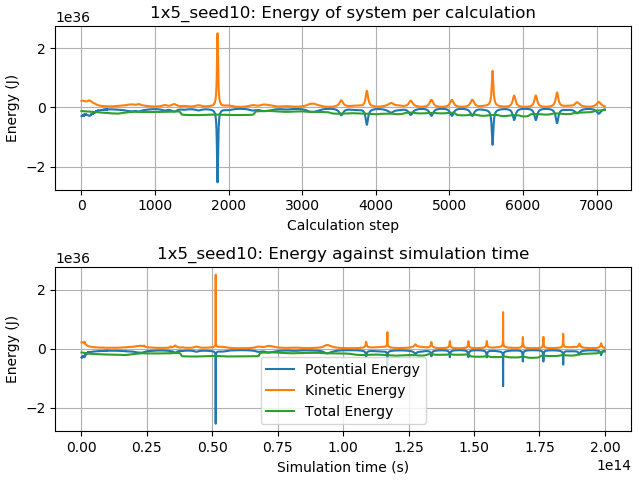 1x5_seed10: Energy of system per calculation
1e36
Energy (J)
2
0
−2
0 1000 2000 3000 4000 5000 6000 7000
Calculation step
1x5_seed10: Energy against simulation time
1e36
Energy (J)
2
0
−2
Potential Energy
Kinetic Energy
Total Energy
0.00 0.25 0.50 0.75 1.00 1.25 1.50 1.75 2.00
Simulation time (s)
1e14